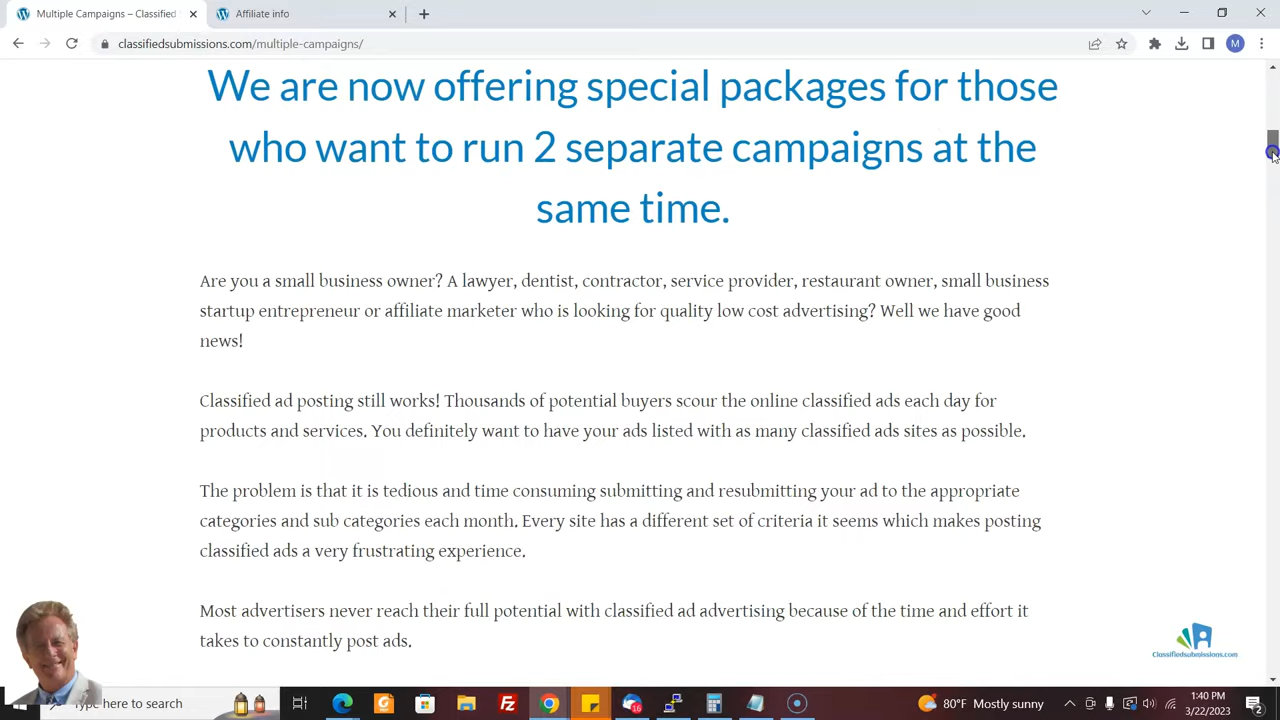 Multiple Campaigns – Classified
Affiliate info
classifiedsubmissions.com/multiple-campaigns/
M
We are now offering special packages for those
who want to run 2 separate campaigns at the
same time.
Are you a small business owner? A lawyer, dentist, contractor, service provider, restaurant owner, small business
startup entrepreneur or affiliate marketer who is looking for quality low cost advertising? Well we have good
news!
Classified ad posting still works! Thousands of potential buyers scour the online classified ads each day for
products and services. You definitely want to have your ads listed with as many classified ads sites as possible.
The problem is that it is tedious and time consuming submitting and resubmitting your ad to the appropriate
categories and sub categories each month. Every site has a different set of criteria it seems which makes posting
classified ads a very frustrating experience.
Most advertisers never reach their full potential with classified ad advertising because of the time and effort it
takes to constantly post ads.
Classifiedsubmissions.com
here to search
16
80°F Mostly sunny
1:40 PM
3/22/2023
2